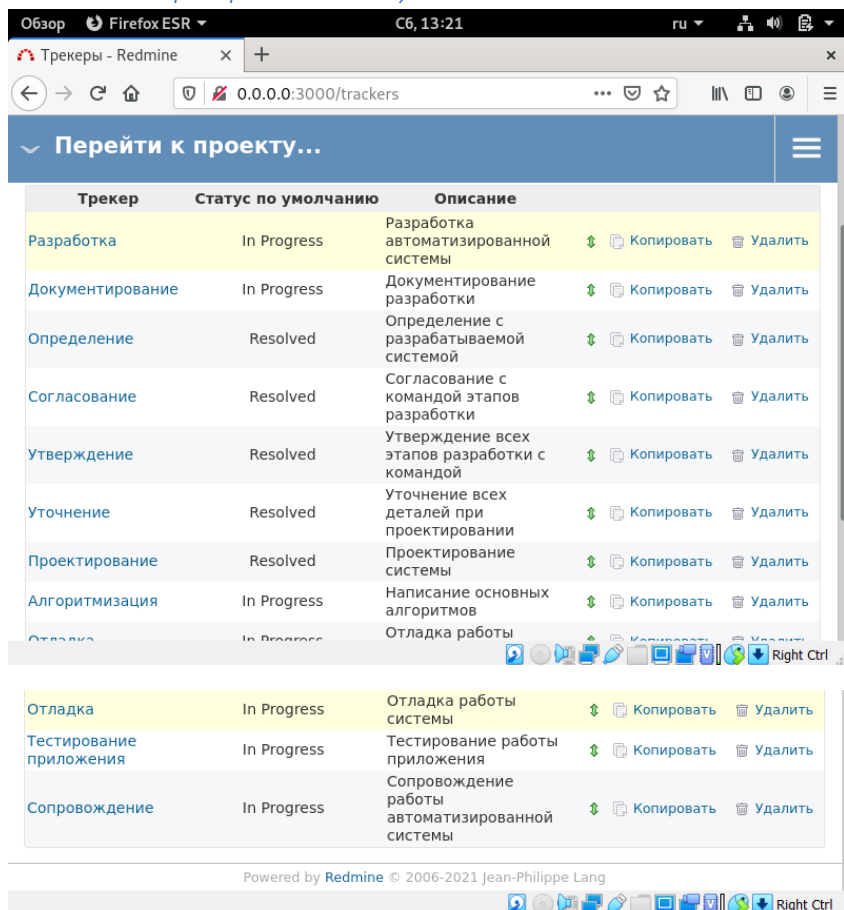 Обзор Firefox ESR Сб, 13:21 ru
Трекеры - Redmine
0.0.0.0:3000/trackers
Перейти к проекту...
Трекер Статус по умолчанию Описание
Разработка In Progress Разработка автоматизированной системы Копировать Удалить
Документирование In Progress Документирование разработки Копировать Удалить
Определение Resolved Определение с разрабатываемой системой Копировать Удалить
Согласование Resolved Согласование с командой этапов разработки Копировать Удалить
Утверждение Resolved Утверждение всех этапов разработки с командой Копировать Удалить
Уточнение Resolved Уточнение всех деталей при проектировании Копировать Удалить
Проектирование Resolved Проектирование системы Копировать Удалить
Алгоритмизация In Progress Написание основных алгоритмов Копировать Удалить
Отладка In Progress Отладка работы Копировать Удалить
Right Ctrl
Отладка In Progress Отладка работы системы Копировать Удалить
Тестирование приложения In Progress Тестирование работы приложения Копировать Удалить
Сопровождение In Progress Сопровождение работы автоматизированной системы Копировать Удалить
Powered by Redmine © 2006-2021 Jean-Philippe Lang
Right Ctrl